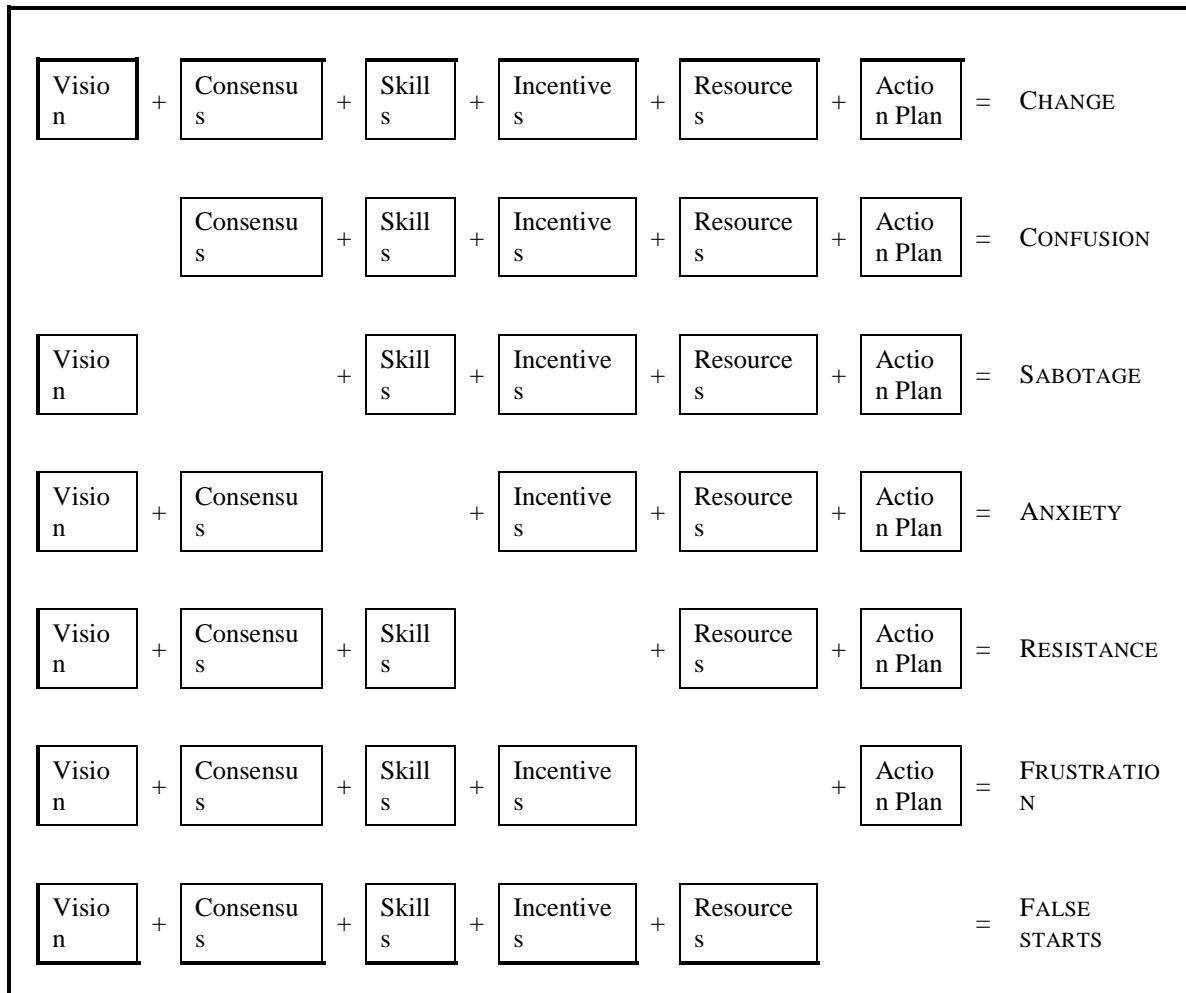 Visio
n + Consensu
s + Skill
s + Incentive
s + Resource
s + Actio
n Plan = CHANGE
Consensu
s + Skill
s + Incentive
s + Resource
s + Actio
n Plan = CONFUSION
Visio
n + Skill
s + Incentive
s + Resource
s + Actio
n Plan = SABOTAGE
Visio
n + Consensu
s + Incentive
s + Resource
s + Actio
n Plan = ANXIETY
Visio
n + Consensu
s + Skill
s + Resource
s + Actio
n Plan = RESISTANCE
Visio
n + Consensu
s + Skill
s + Incentive
s + Actio
n Plan = FRUSTRATIO
N
Visio
n + Consensu
s + Skill
s + Incentive
s + Resource
s = FALSE
STARTS